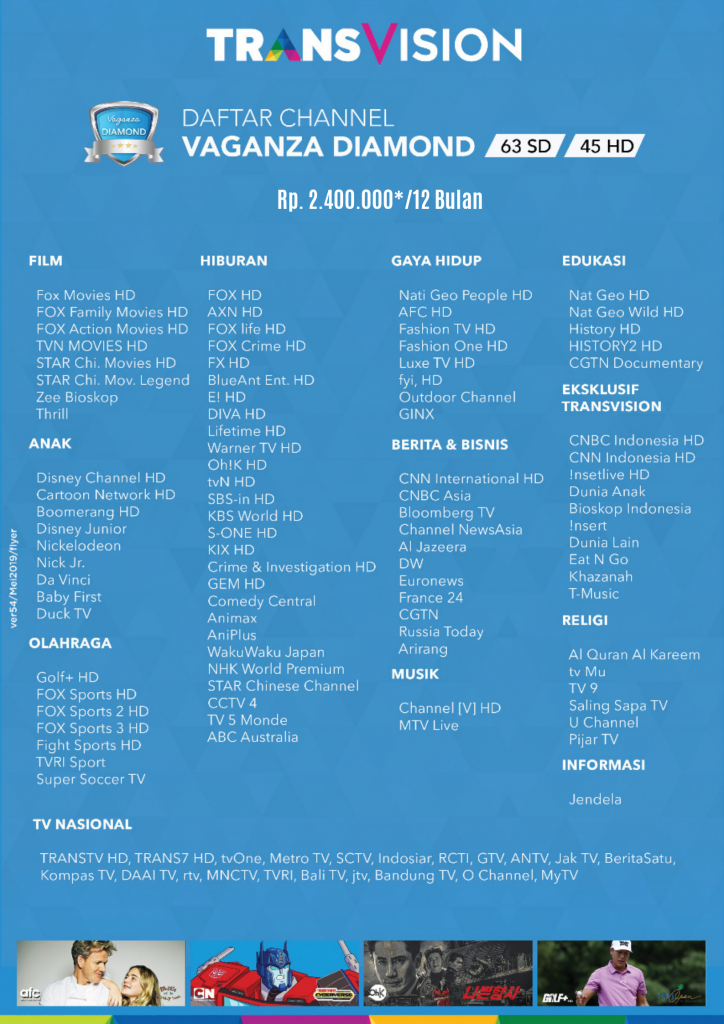 TRANSVISION
Vaganza
DIAMOND
DAFTAR CHANNEL
VAGANZA DIAMOND 63 SD 45 HD
Rp. 2.400.000*/12 Bulan
FILM
Fox Movies HD
FOX Family Movies HD
FOX Action Movies HD
TVN MOVIES HD
STAR Chi. Movies HD
STAR Chi. Mov. Legend
Zee Bioskop
Thrill
ANAK
Disney Channel HD
Cartoon Network HD
Boomerang HD
Disney Junior
Nickelodeon
Nick Jr.
Da Vinci
Baby First
Duck TV
OLAHRAGA
Golf+ HD
FOX Sports HD
FOX Sports 2 HD
FOX Sports 3 HD
Fight Sports HD
TVRI Sport
Super Soccer TV
HIBURAN
FOX HD
AXN HD
FOX life HD
FOX Crime HD
FX HD
BlueAnt Ent. HD
E! HD
DIVA HD
Lifetime HD
Warner TV HD
Oh!K HD
tvN HD
SBS-in HD
KBS World HD
S-ONE HD
KIX HD
Crime & Investigation HD
GEM HD
Comedy Central
Animax
AniPlus
WakuWaku Japan
NHK World Premium
STAR Chinese Channel
CCTV 4
TV 5 Monde
ABC Australia
GAYA HIDUP
Nati Geo People HD
AFC HD
Fashion TV HD
Fashion One HD
Luxe TV HD
fyi, HD
Outdoor Channel
GINX
BERITA & BISNIS
CNN International HD
CNBC Asia
Bloomberg TV
Channel NewsAsia
Al Jazeera
DW
Euronews
France 24
CGTN
Russia Today
Arirang
MUSIK
Channel [V] HD
MTV Live
EDUKASI
Nat Geo HD
Nat Geo Wild HD
History HD
HISTORY2 HD
CGTN Documentary
EKSKLUSIF
TRANSVISION
CNBC Indonesia HD
CNN Indonesia HD
!nsetlive HD
Dunia Anak
Bioskop Indonesia
!nsert
Dunia Lain
Eat N Go
Khazanah
T-Music
RELIGI
Al Quran Al Kareem
tv Mu
TV 9
Saling Sapa TV
U Channel
Pijar TV
INFORMASI
Jendela
ver54/Mei2019/flyer
TV NASIONAL
TRANSTV HD, TRANS7 HD, tvOne, Metro TV, SCTV, Indosiar, RCTI, GTV, ANTV, Jak TV, BeritaSatu,
Kompas TV, DAAI TV, rtv, MNCTV, TVRI, Bali TV, jtv, Bandung TV, O Channel, MyTV
afc
CN
CYBERVERSE
나쁜형사
GOLF+